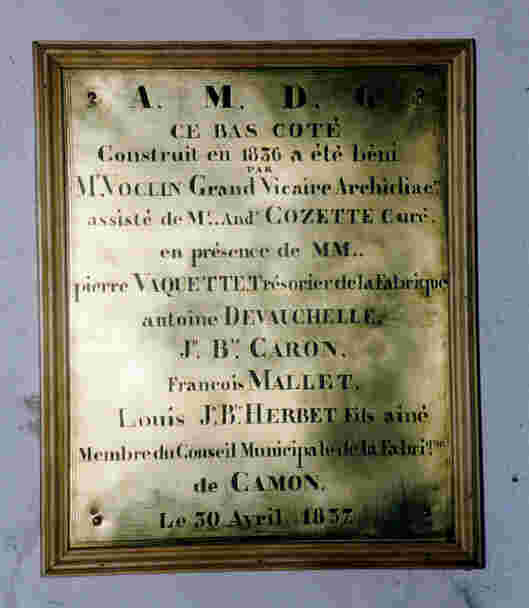 A. M. D. G.
CE BAS COTÉ
Construit en 1836 a été béni
PAR
Mr. VOCLIN Grand Vicaire Archidiacre
assisté de Mr.. Andé COZETTE Curé.
en présence de MM..
pierre VAQUETTE, Trésorier de la Fabrique
antoine DEVAUCHELLE,
Jn Bte CARON,
François MALLET,
Louis Jn Bte HERBET Fils ainé
Membre du Conseil Municipal et de la Fabrique
de CAMON.
Le 30 Avril 1837